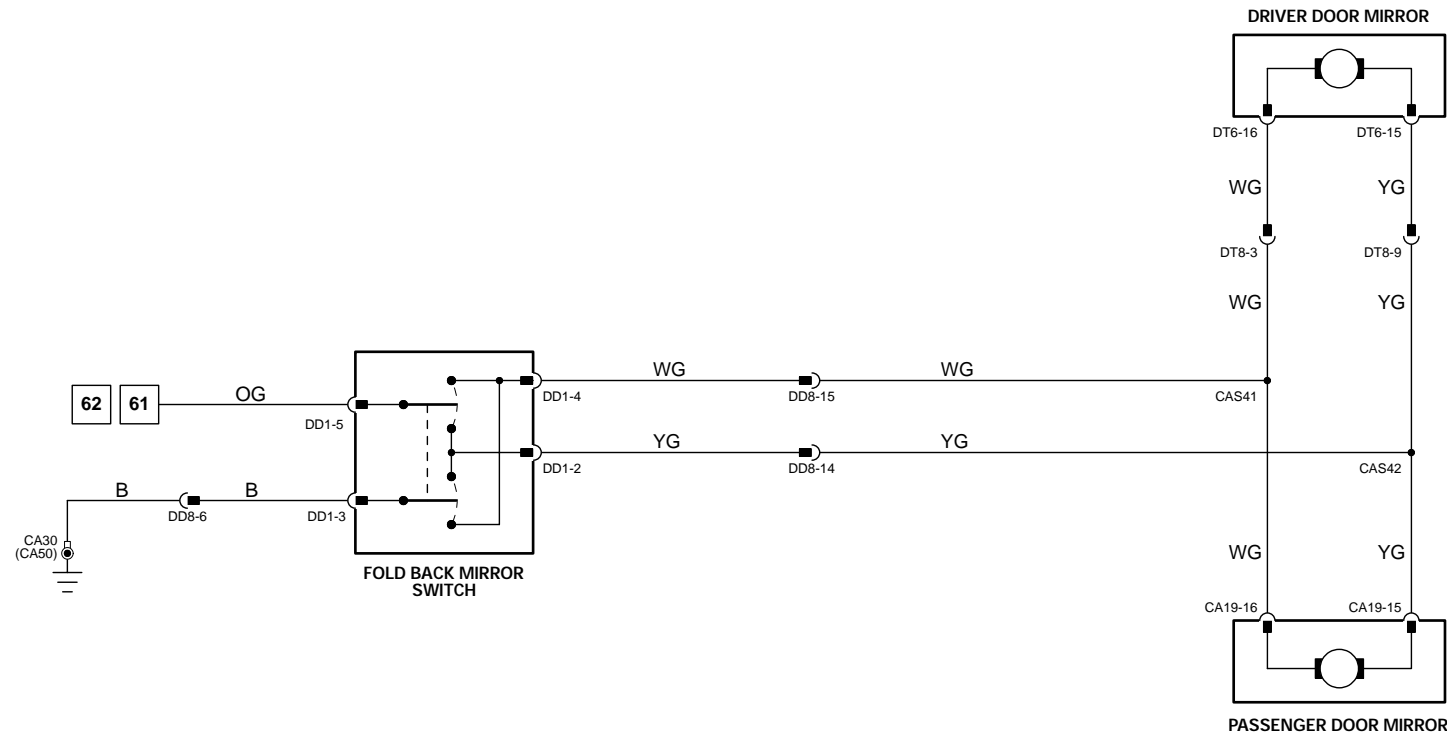 DRIVER DOOR MIRROR
DT6-16
DT6-15
WG
YG
DT8-3
DT8-9
WG
YG
62
61
OG
DD1-5
DD1-4
WG
DD8-15
WG
CAS41
DD1-2
YG
DD8-14
YG
CAS42
B
DD8-6
B
DD1-3
CA30
(CA50)
FOLD BACK MIRROR
SWITCH
WG
YG
CA19-16
CA19-15
PASSENGER DOOR MIRROR